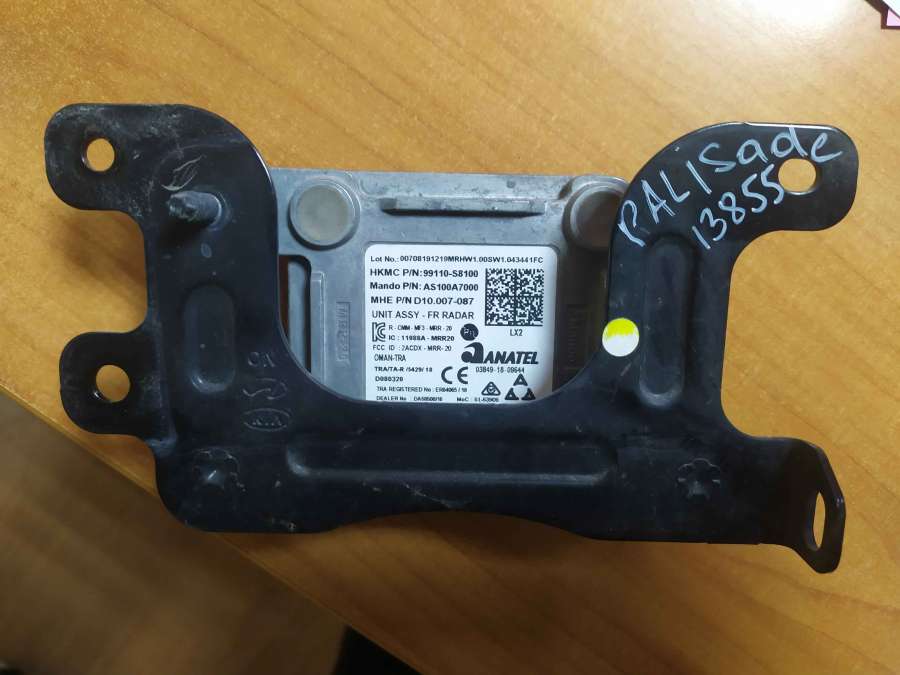 PALISade
13855
Lot No.: 00708191219MRHW1.00SW1.043441FC
HKMC P/N:99110-S8100
Mando P/N: AS100A7000
MHE P/N D10.007-087
UNIT ASSY - FR RADAR
LX2
R - CMM - MF3 - MRR - 20
IC : 11988A - MRR20
FCC ID : 2ACDX - MRR- 20
OMAN-TRA
ANATEL
03849-18-09644
TRA/TA-R /5429/ 18
D080320
CE
TRA REGISTERED No : ER64065 / 18
KIA